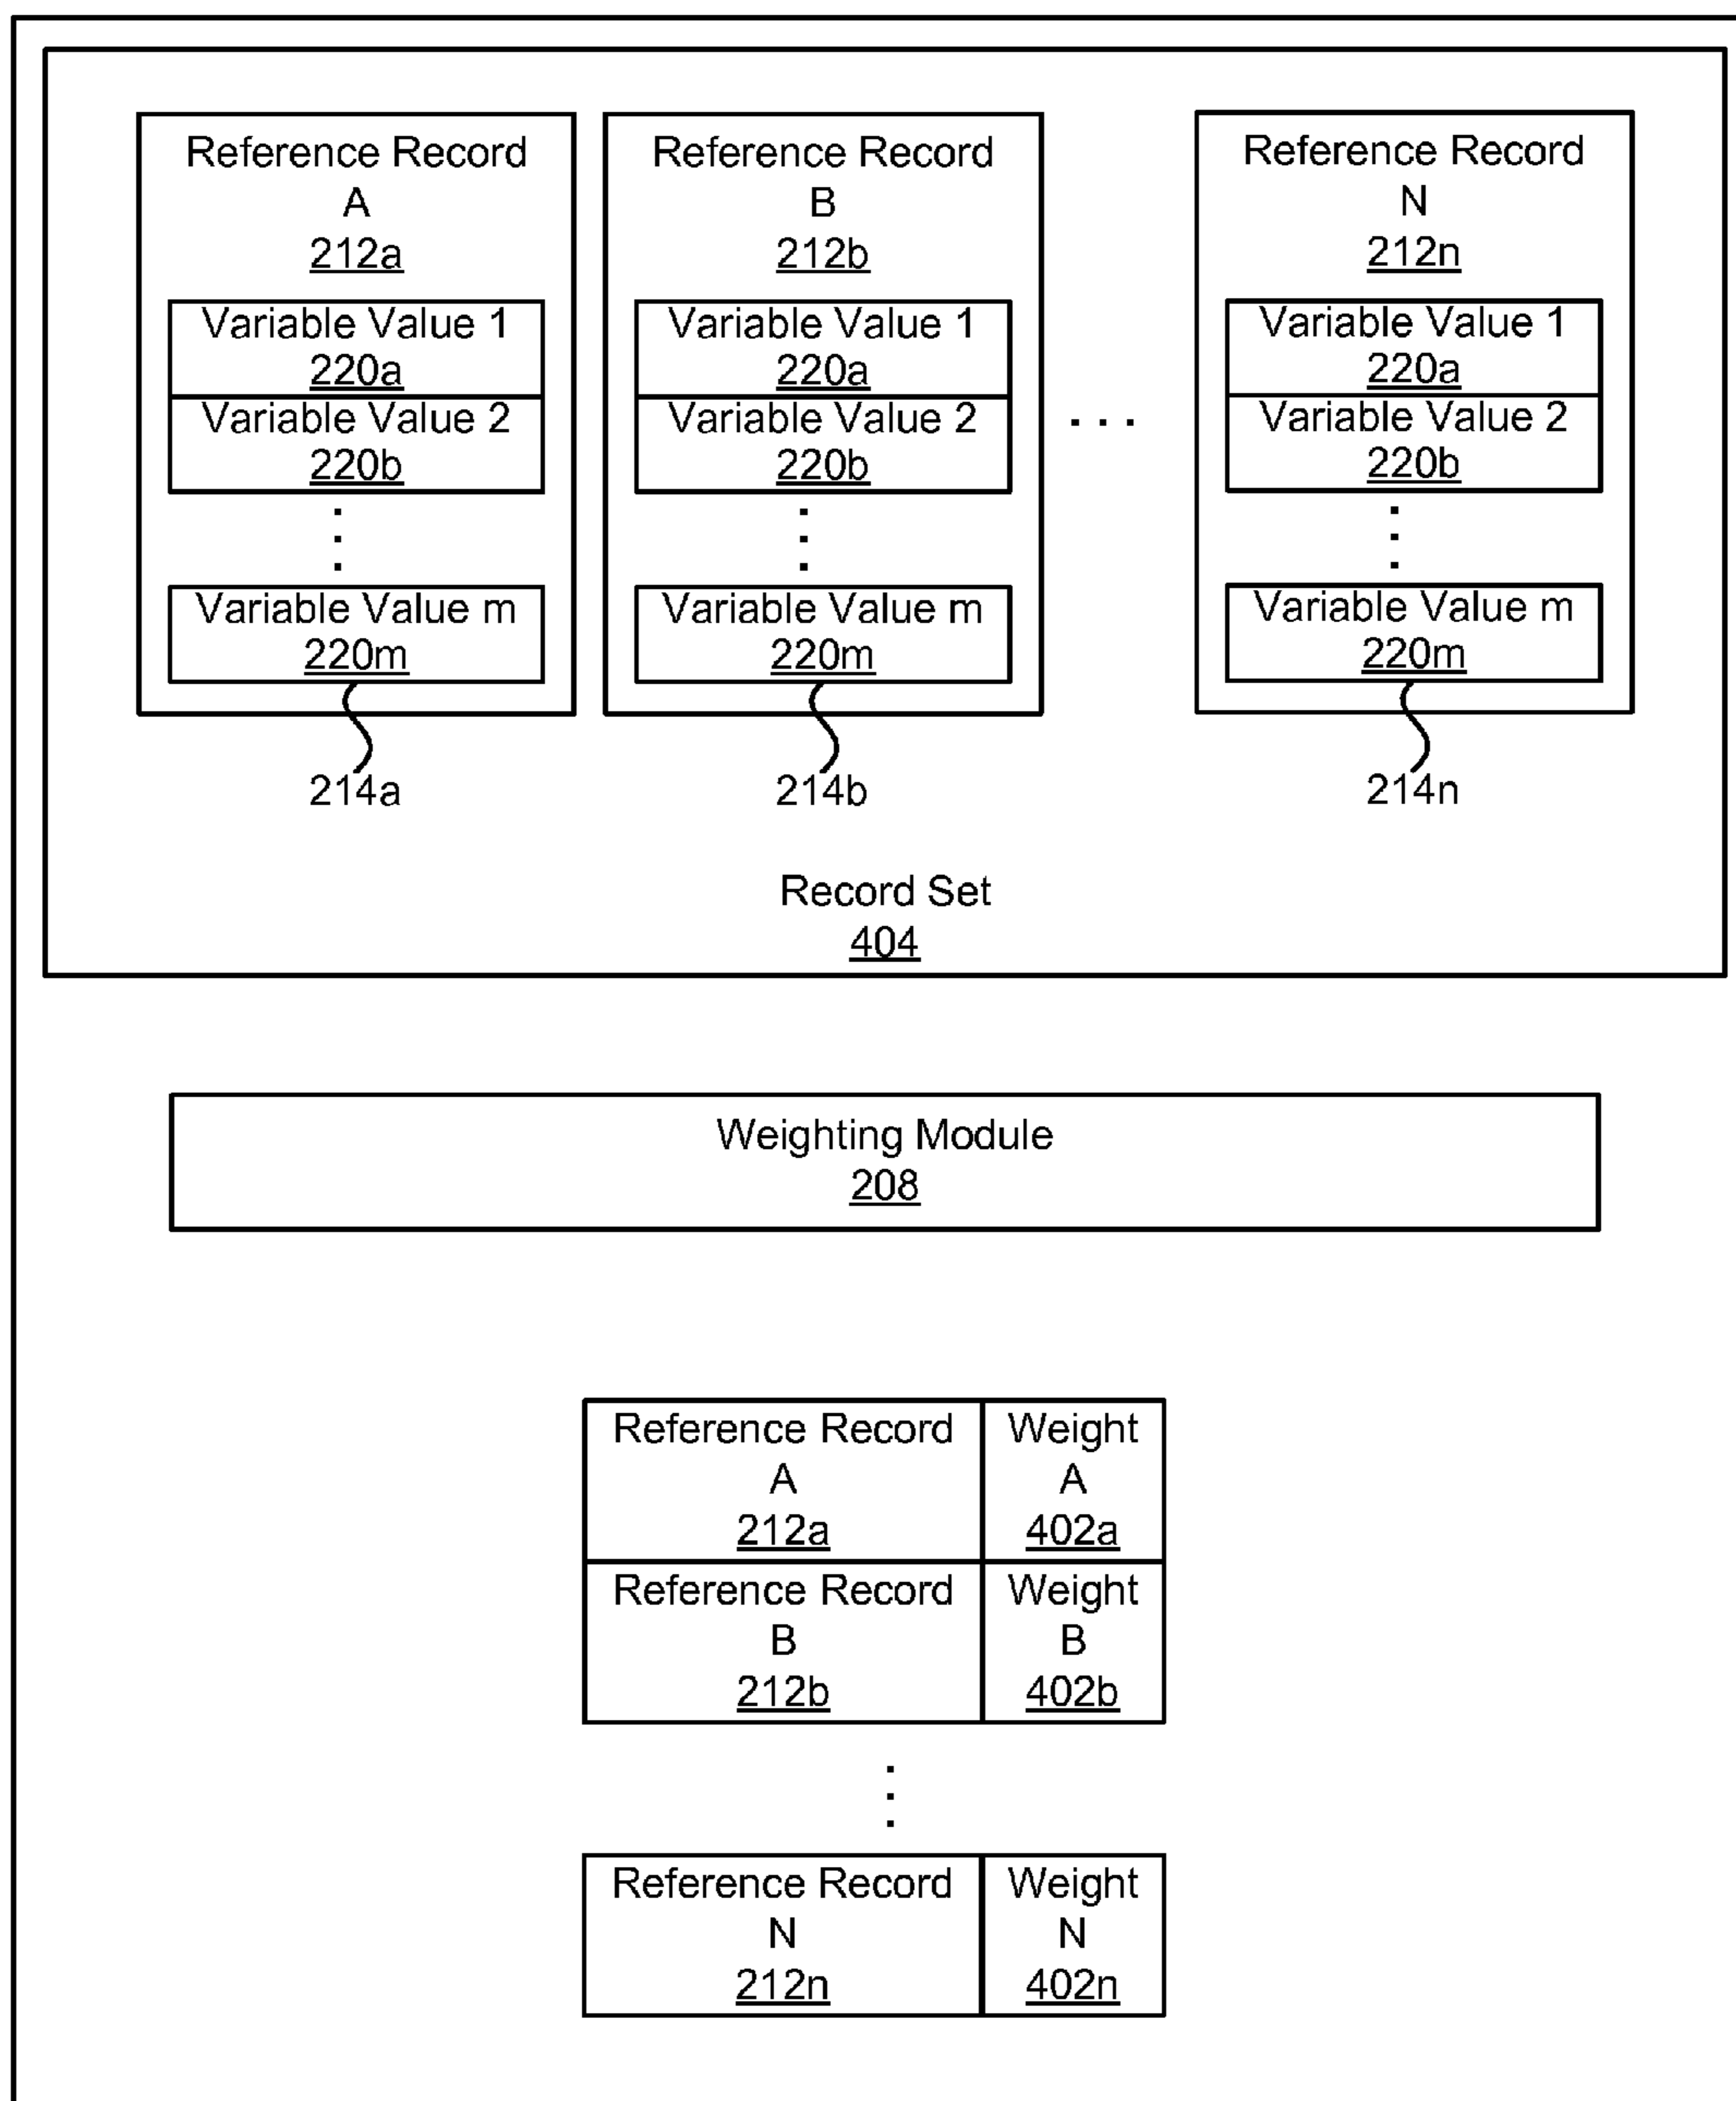 Reference Record
A
212a
Variable Value 1
220a
Variable Value 2
220b
Variable Value m
220m
214a
Reference Record
B
212b
Variable Value 1
220a
Variable Value 2
220b
Variable Value m
220m
214b
. . .
Reference Record
N
212n
Variable Value 1
220a
Variable Value 2
220b
Variable Value m
220m
214n
Record Set
404
Weighting Module
208
Reference Record
A
212a
Weight
A
402a
Reference Record
B
212b
Weight
B
402b
Reference Record
N
212n
Weight
N
402n